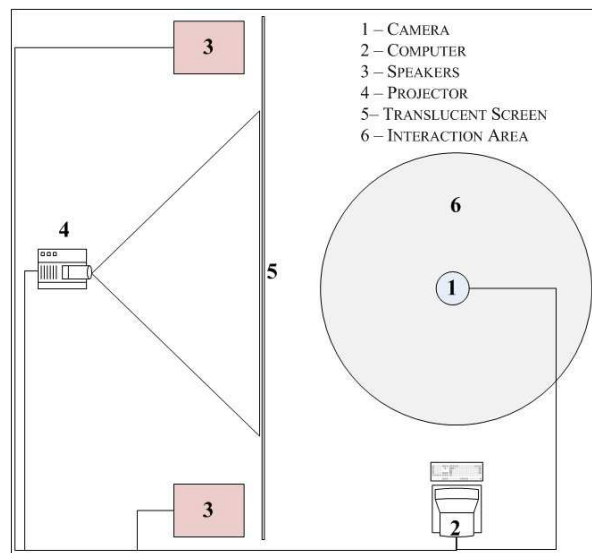 3
1 – CAMERA
2 – COMPUTER
3 – SPEAKERS
4 – PROJECTOR
5– TRANSLUCENT SCREEN
6 – INTERACTION AREA
6
4
5
1
3
2